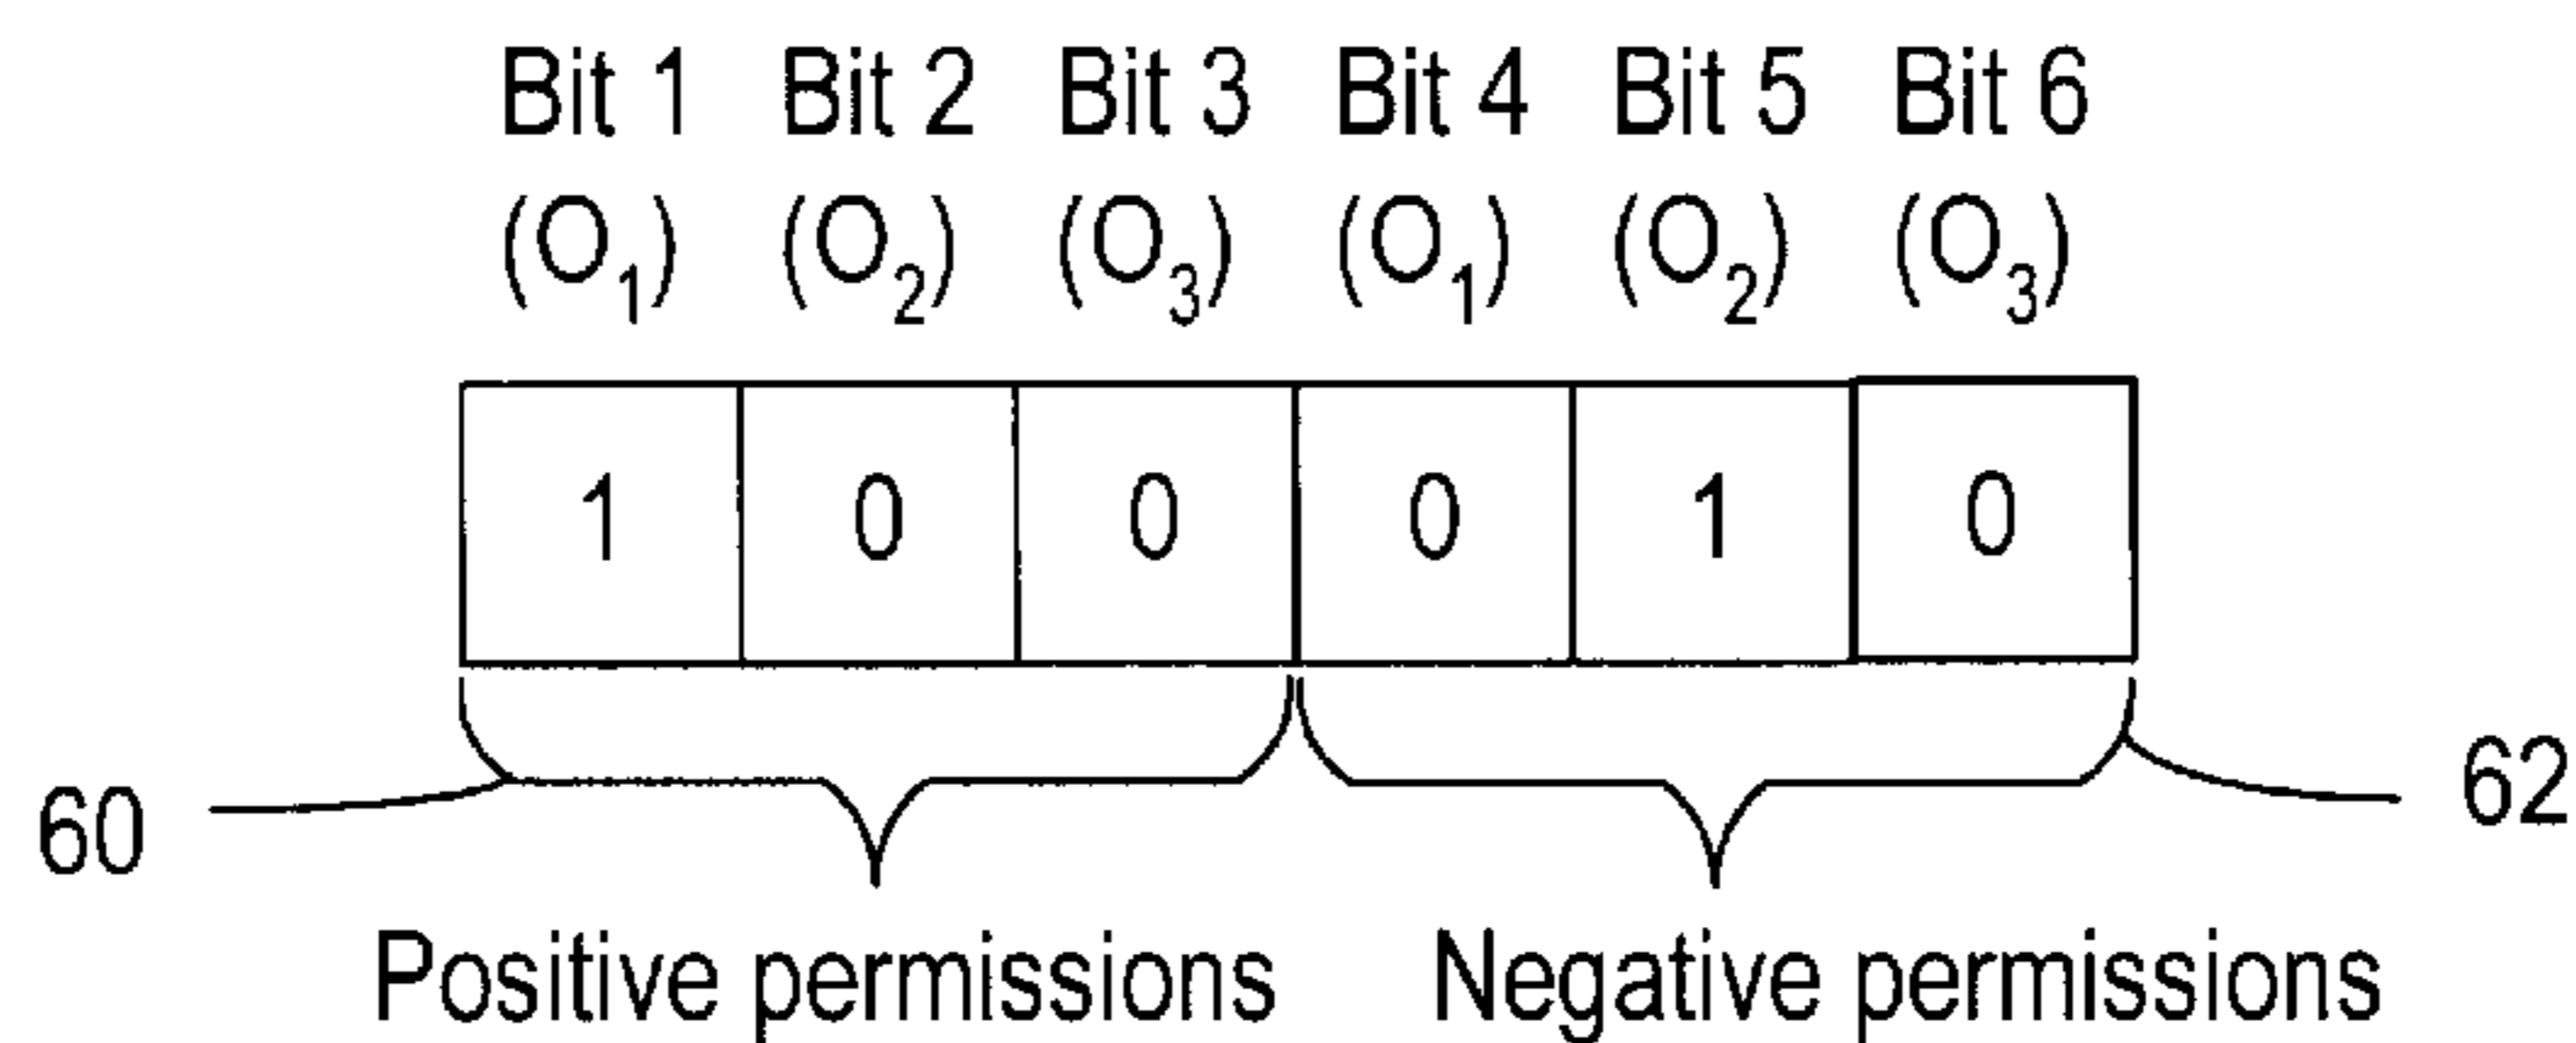 Bit 1 Bit 2 Bit 3 Bit 4 Bit 5 Bit 6
(O₁) (O₂) (O₃) (O₁) (O₂) (O₃)
1 0 0 0 1 0
60 62
Positive permissions Negative permissions